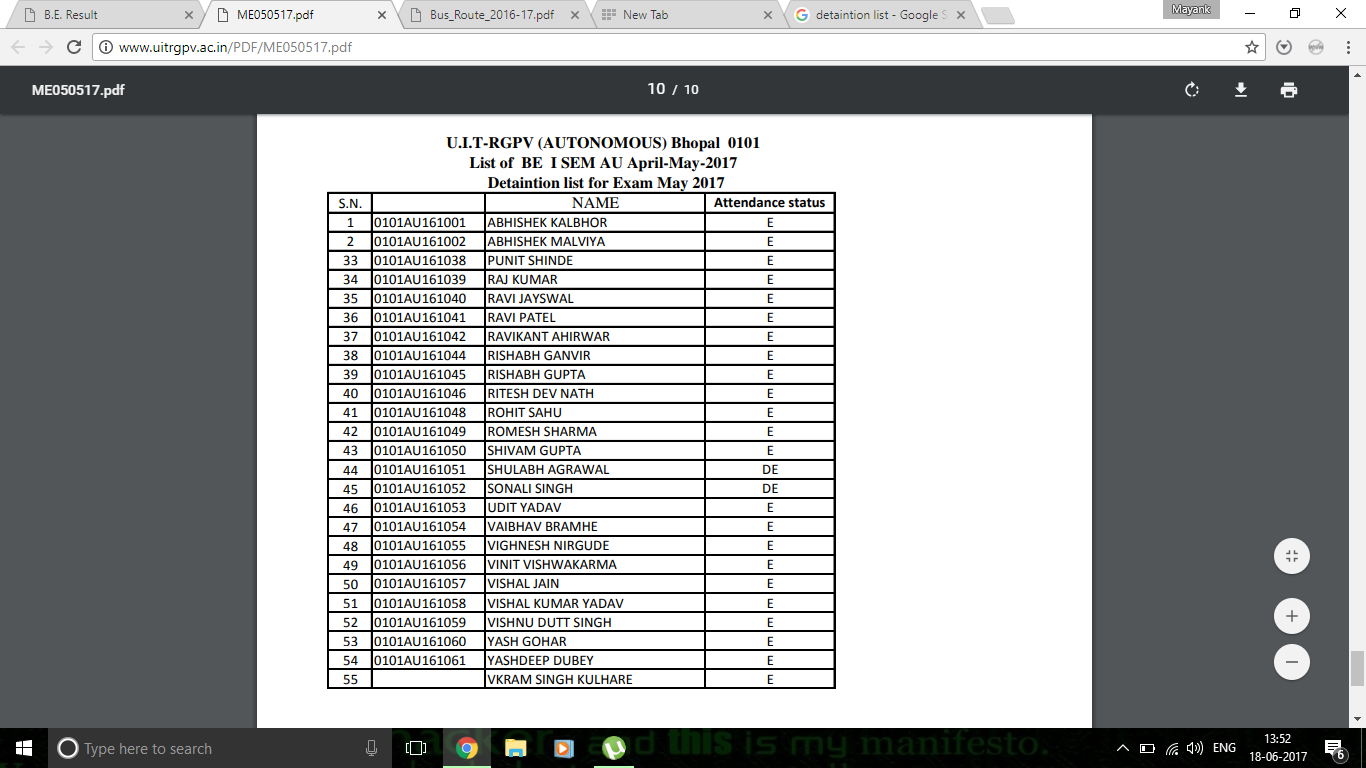 B.E. Result
ME050517.pdf
Bus_Route_2016-17.pdf
New Tab
detaintion list - Google S
Mayank
www.uitrgpv.ac.in/PDF/ME050517.pdf
ME050517.pdf
10 / 10
U.I.T-RGPV (AUTONOMOUS) Bhopal 0101
List of BE I SEM AU April-May-2017
Detaintion list for Exam May 2017
S.N. NAME Attendance status
1 0101AU161001 ABHISHEK KALBHOR E
2 0101AU161002 ABHISHEK MALVIYA E
33 0101AU161038 PUNIT SHINDE E
34 0101AU161039 RAJ KUMAR E
35 0101AU161040 RAVI JAYSWAL E
36 0101AU161041 RAVI PATEL E
37 0101AU161042 RAVIKANT AHIRWAR E
38 0101AU161044 RISHABH GANVIR E
39 0101AU161045 RISHABH GUPTA E
40 0101AU161046 RITESH DEV NATH E
41 0101AU161048 ROHIT SAHU E
42 0101AU161049 ROMESH SHARMA E
43 0101AU161050 SHIVAM GUPTA E
44 0101AU161051 SHULABH AGRAWAL DE
45 0101AU161052 SONALI SINGH DE
46 0101AU161053 UDIT YADAV E
47 0101AU161054 VAIBHAV BRAMHE E
48 0101AU161055 VIGHNESH NIRGUDE E
49 0101AU161056 VINIT VISHWAKARMA E
50 0101AU161057 VISHAL JAIN E
51 0101AU161058 VISHAL KUMAR YADAV E
52 0101AU161059 VISHNU DUTT SINGH E
53 0101AU161060 YASH GOHAR E
54 0101AU161061 YASHDEEP DUBEY E
55 VKRAM SINGH KULHARE E
and this is my manifesto.
Type here to search
ENG
13:52
18-06-2017
6